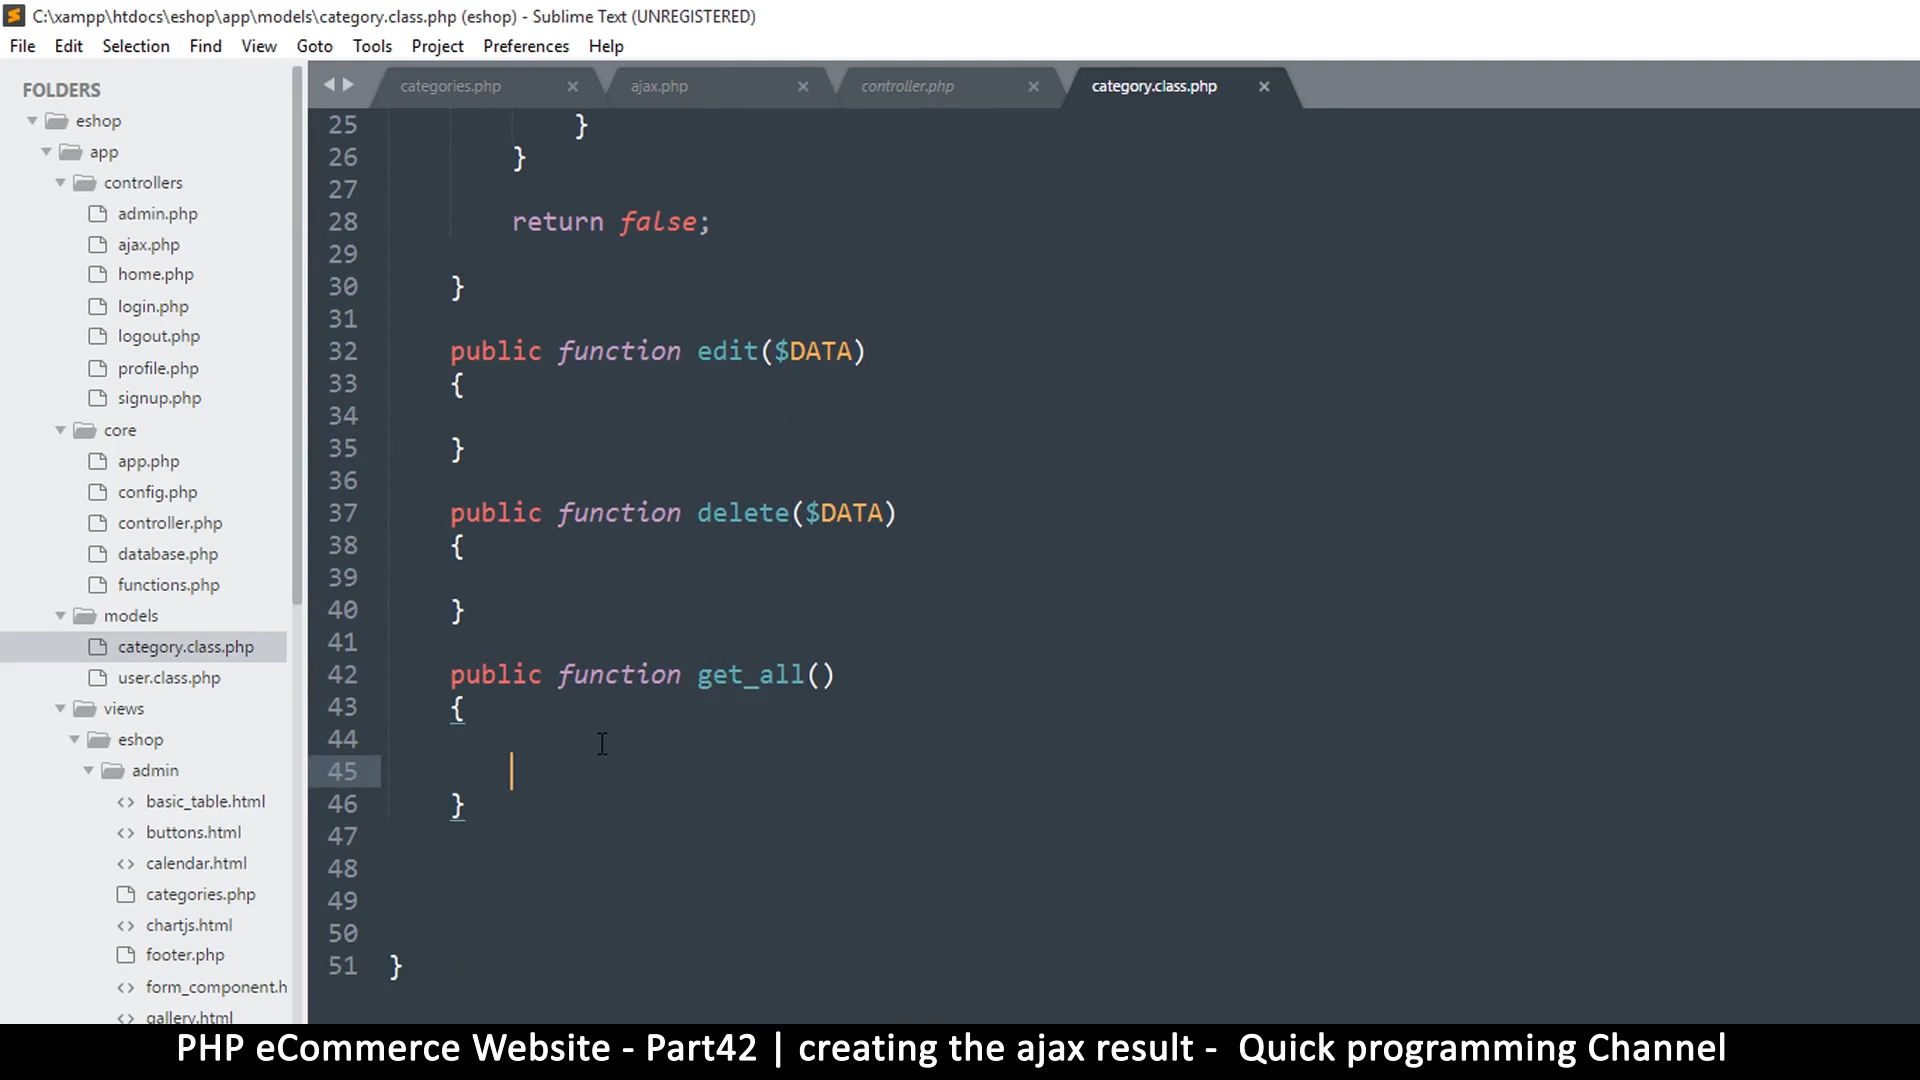 C:\xampp\htdocs\eshop\app\models\category.class.php (eshop) - Sublime Text (UNREGISTERED)
File Edit Selection Find View Goto Tools Project Preferences Help
FOLDERS
eshop
app
controllers
admin.php
ajax.php
home.php
login.php
logout.php
profile.php
signup.php
core
app.php
config.php
controller.php
database.php
functions.php
models
category.class.php
user.class.php
views
eshop
admin
basic_table.html
buttons.html
calendar.html
categories.php
chartjs.html
footer.php
form_component.h
gallery.html
categories.php ajax.php controller.php category.class.php
25 }
26 }
27
28 return false;
29
30 }
31
32 public function edit($DATA)
33 {
34
35 }
36
37 public function delete($DATA)
38 {
39
40 }
41
42 public function get_all()
43 {
44
45
46 }
47
48
49
50
51 }
PHP eCommerce Website - Part42 | creating the ajax result - Quick programming Channel